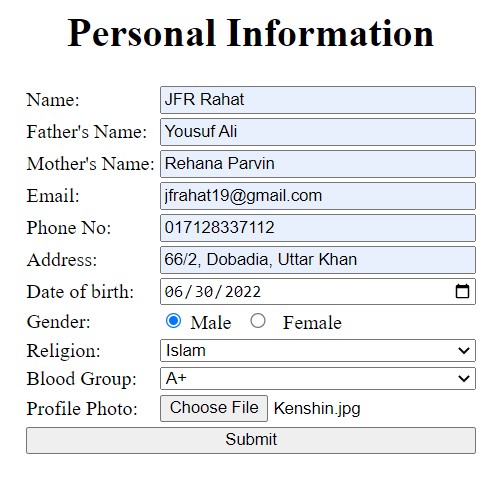 Personal Information
Name: JFR Rahat
Father's Name: Yousuf Ali
Mother's Name: Rehana Parvin
Email: jfrahat19@gmail.com
Phone No: 017128337112
Address: 66/2, Dobadia, Uttar Khan
Date of birth: 06/30/2022
Gender: Male Female
Religion: Islam
Blood Group: A+
Profile Photo: Choose File Kenshin.jpg
Submit